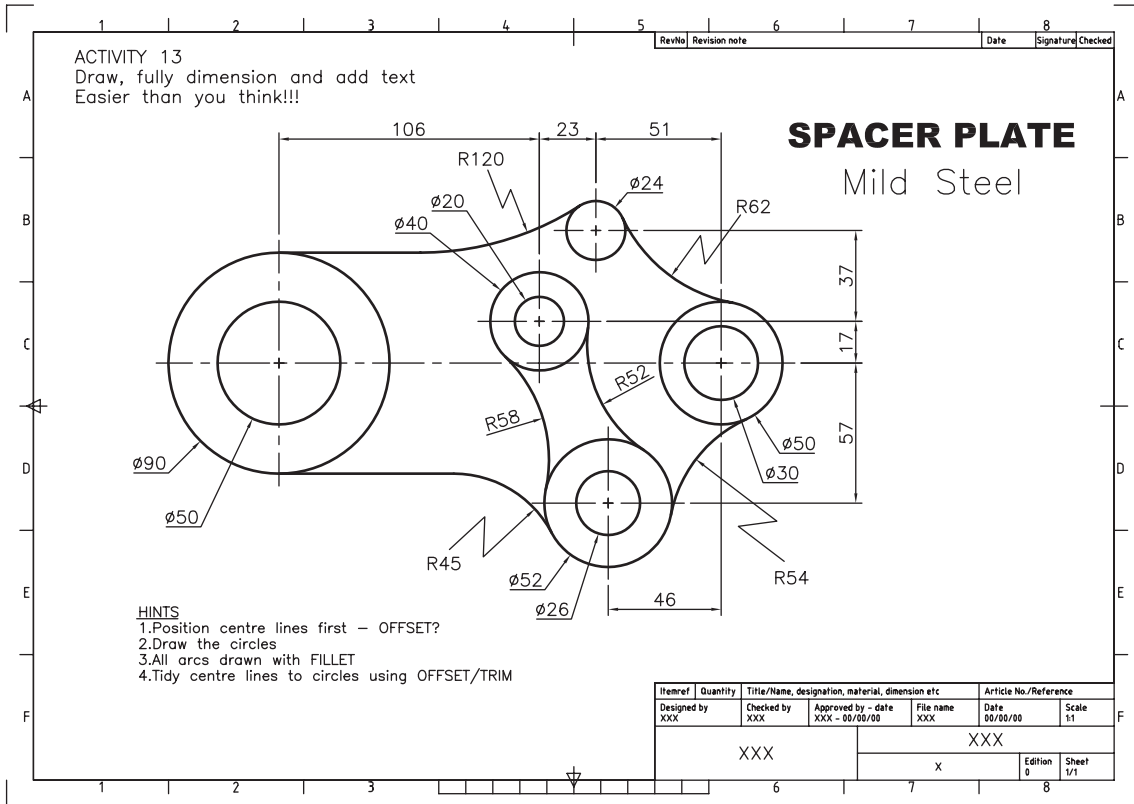 1 2 3 4 5 6 7 8
RevNo Revision note Date Signature Checked
ACTIVITY 13
Draw, fully dimension and add text
Easier than you think!!!
A A
SPACER PLATE
Mild Steel
106 23 51
R120
ø24
ø20
R62
ø40
B B
37
17
C C
R52
R58
57
ø50
ø30
ø90
D D
ø50
R45
R54
ø52
46
ø26
E E
HINTS
1.Position centre lines first – OFFSET?
2.Draw the circles
3.All arcs drawn with FILLET
4.Tidy centre lines to circles using OFFSET/TRIM
F F
Itemref Quantity Title/Name, designation, material, dimension etc Article No./Reference
Designed by Checked by Approved by - date File name Date Scale
XXX XXX XXX - 00/00/00 XXX 00/00/00 1:1
XXX
XXX
X
Edition Sheet
0 1/1
1 2 3 6 7 8